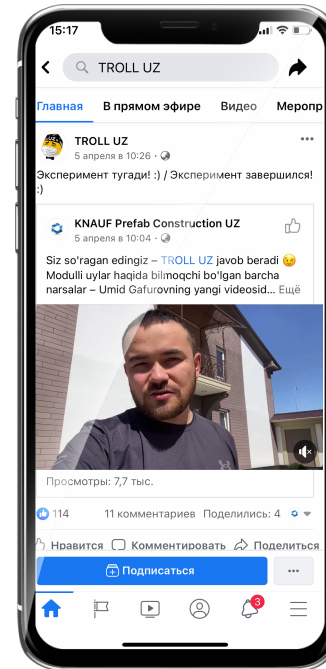 15:17
TROLL UZ
Главная В прямом эфире Видео Меропр
TROLL UZ
5 апреля в 10:26 ·
Эксперимент тугади! :) / Эксперимент завершился!
:)
KNAUF Prefab Construction UZ
5 апреля в 10:04 ·
Siz so'ragan edingiz – TROLL UZ javob beradi 😉
Modulli uylar haqida bilmoqchi bo'lgan barcha
narsalar – Umid Gafurovning yangi videosid... Ещё
Просмотры: 7,7 тыс.
114 11 комментариев Поделились: 4
Нравится Комментировать Поделиться
Подписаться
3